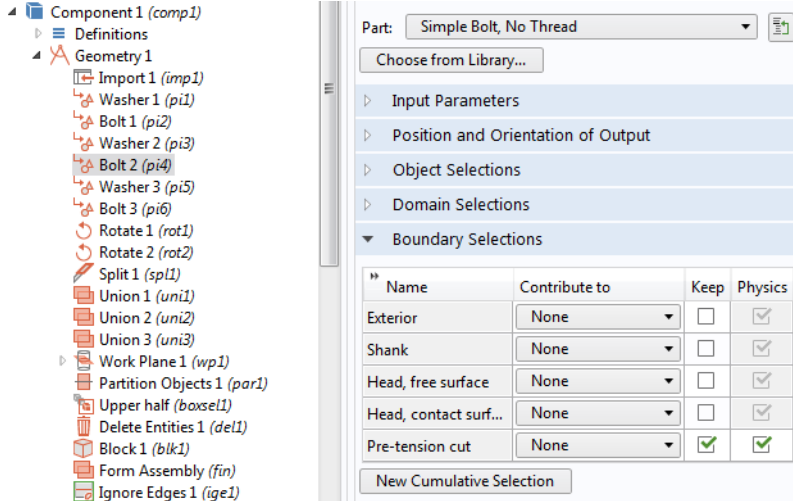 Component 1 (comp1)
Definitions
Geometry 1
Import 1 (imp1)
Washer 1 (pi1)
Bolt 1 (pi2)
Washer 2 (pi3)
Bolt 2 (pi4)
Washer 3 (pi5)
Bolt 3 (pi6)
Rotate 1 (rot1)
Rotate 2 (rot2)
Split 1 (spl1)
Union 1 (uni1)
Union 2 (uni2)
Union 3 (uni3)
Work Plane 1 (wp1)
Partition Objects 1 (par1)
Upper half (boxsel1)
Delete Entities 1 (del1)
Block 1 (blk1)
Form Assembly (fin)
Ignore Edges 1 (ige1)
Part: Simple Bolt, No Thread
Choose from Library...
Input Parameters
Position and Orientation of Output
Object Selections
Domain Selections
Boundary Selections
Name Contribute to Keep Physics
Exterior None
Shank None
Head, free surface None
Head, contact surf... None
Pre-tension cut None
New Cumulative Selection